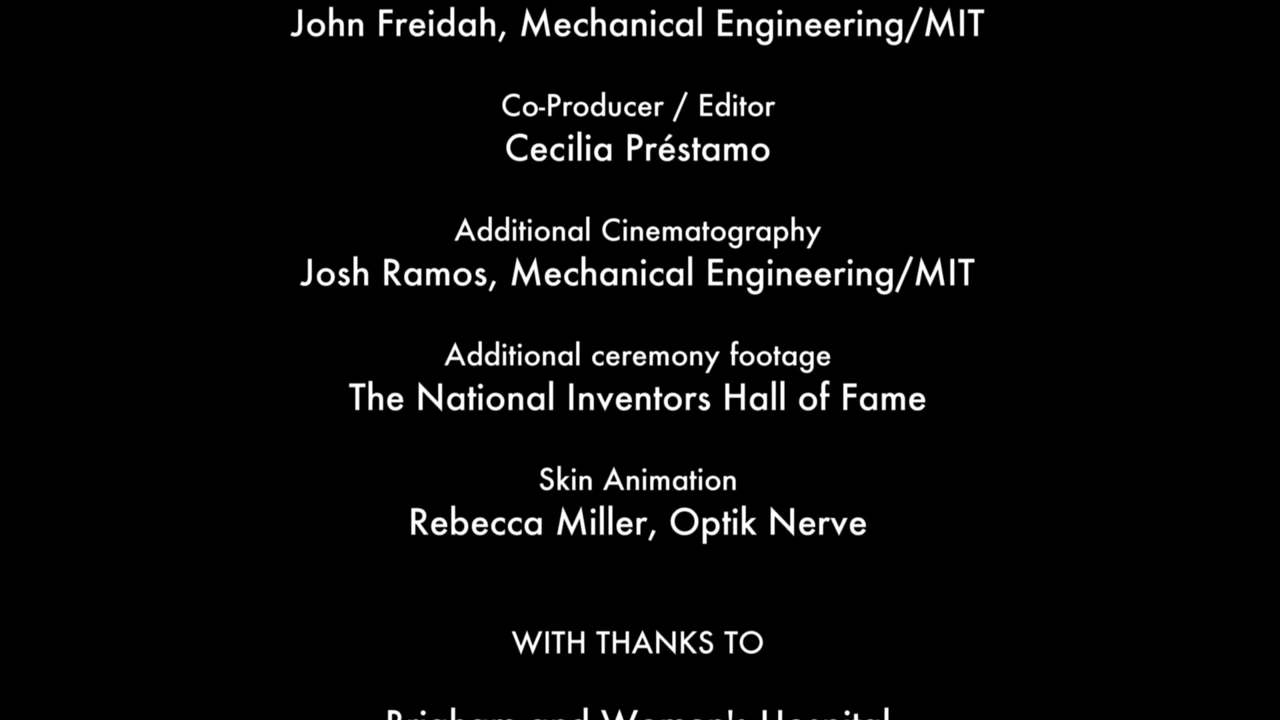 John Freidah, Mechanical Engineering/MIT
Co-Producer / Editor
Cecilia Préstamo
Additional Cinematography
Josh Ramos, Mechanical Engineering/MIT
Additional ceremony footage
The National Inventors Hall of Fame
Skin Animation
Rebecca Miller, Optik Nerve
WITH THANKS TO
Brigham and Women's Hospital